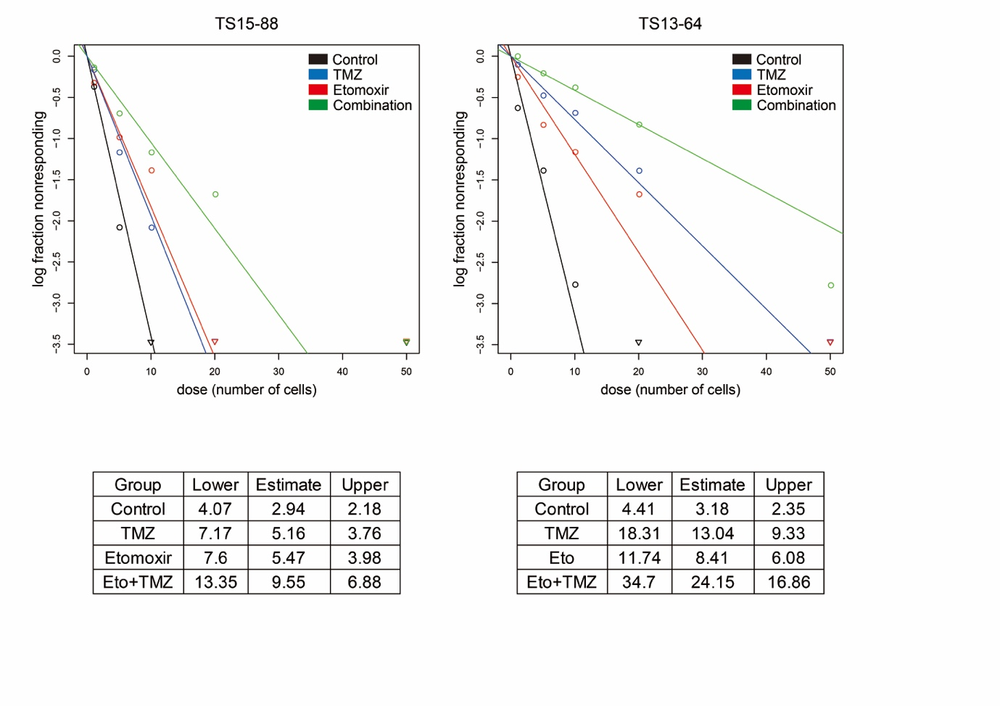 TS15-88
Control
TMZ
Etomoxir
Combination
log fraction nonresponding
0.0
-0.5
-1.0
-1.5
-2.0
-2.5
-3.0
-3.5
0 10 20 30 40 50
dose (number of cells)
TS13-64
Control
TMZ
Etomoxir
Combination
log fraction nonresponding
0.0
-0.5
-1.0
-1.5
-2.0
-2.5
-3.0
-3.5
0 10 20 30 40 50
dose (number of cells)
Group Lower Estimate Upper
Control 4.07 2.94 2.18
TMZ 7.17 5.16 3.76
Etomoxir 7.6 5.47 3.98
Eto+TMZ 13.35 9.55 6.88
Group Lower Estimate Upper
Control 4.41 3.18 2.35
TMZ 18.31 13.04 9.33
Eto 11.74 8.41 6.08
Eto+TMZ 34.7 24.15 16.86